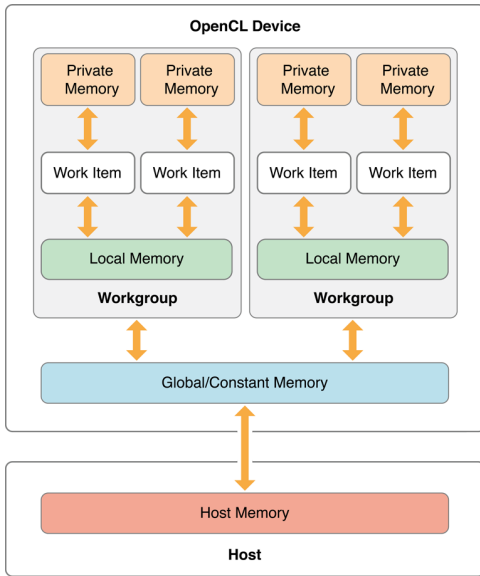 OpenCL Device
Private Memory
Private Memory
Private Memory
Private Memory
Work Item
Work Item
Work Item
Work Item
Local Memory
Local Memory
Workgroup
Workgroup
Global/Constant Memory
Host Memory
Host